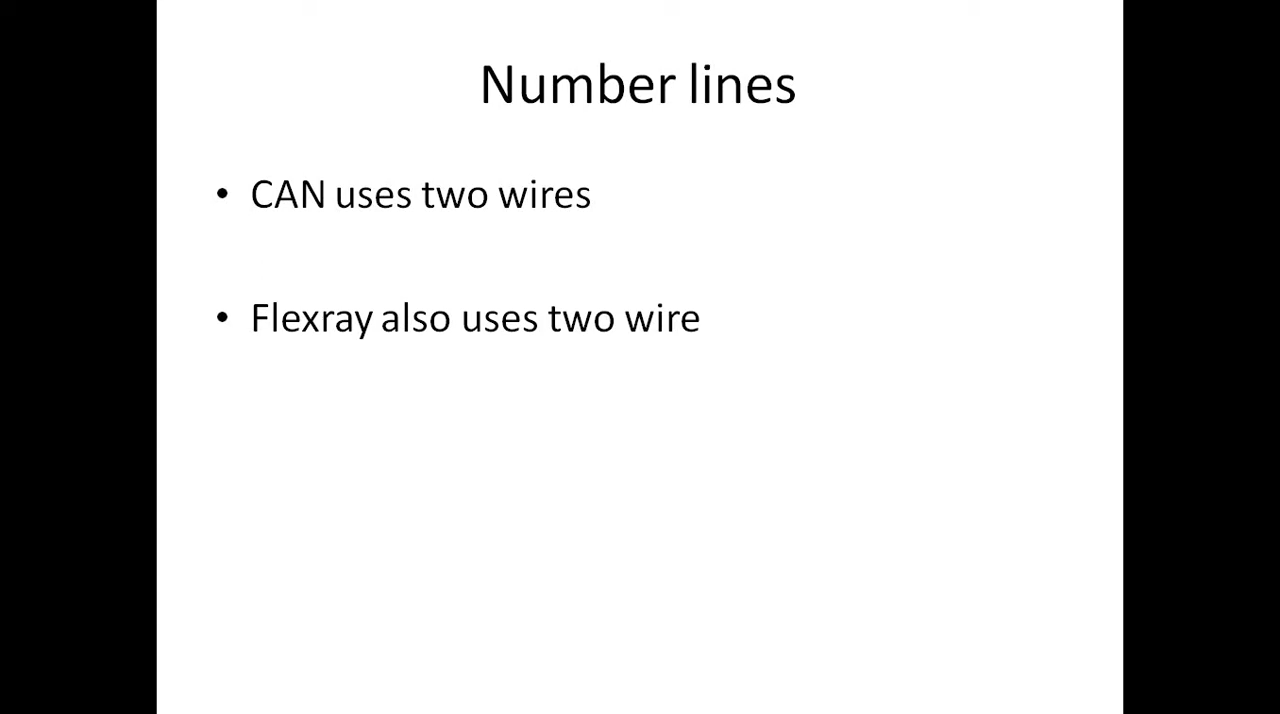 Number lines
• CAN uses two wires
• Flexray also uses two wire